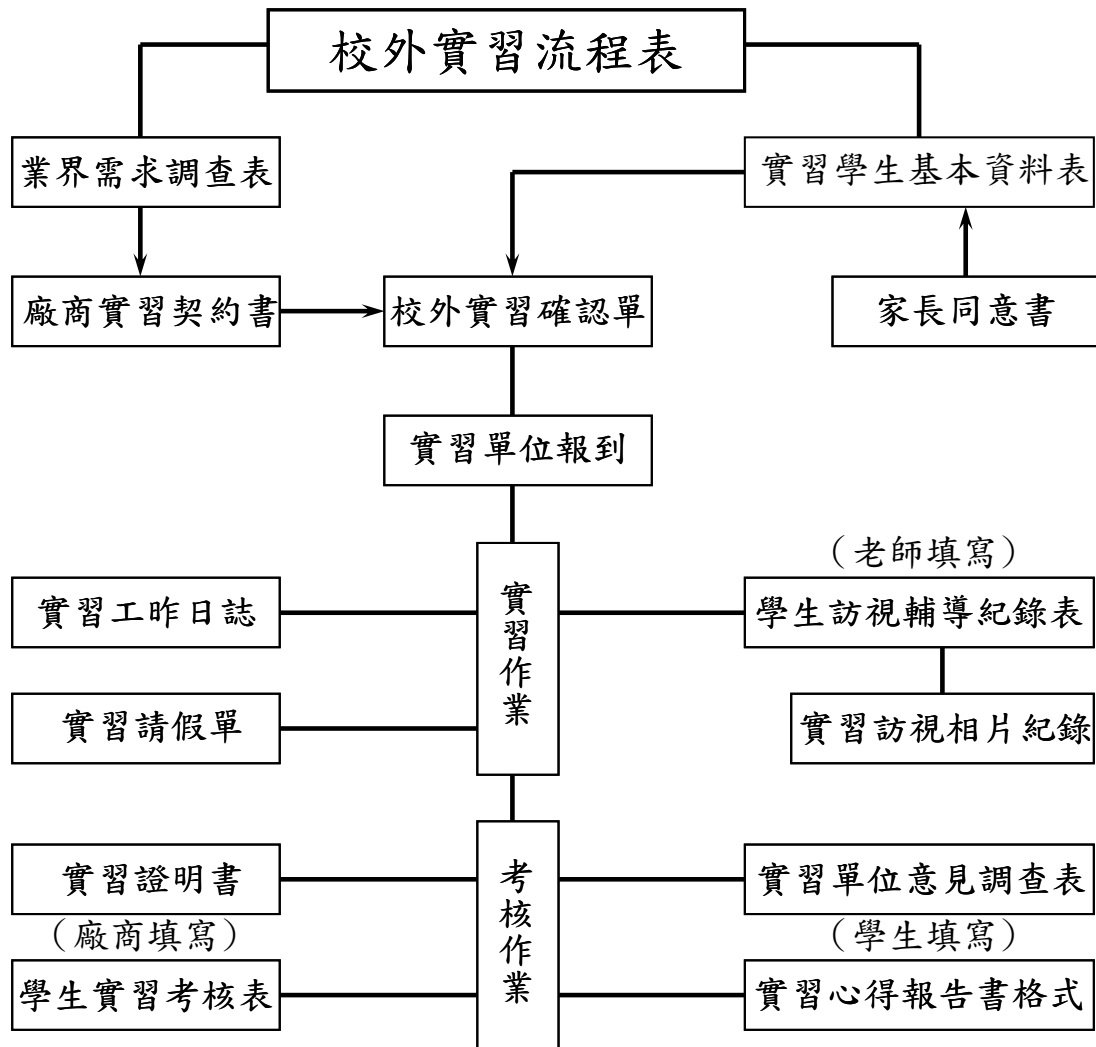 校外實習流程表
業界需求調查表
實習學生基本資料表
廠商實習契約書
校外實習確認單
家長同意書
實習單位報到
實習作業
（老師填寫）
實習工昨日誌
學生訪視輔導紀錄表
實習請假單
實習訪視相片紀錄
考核作業
實習證明書
實習單位意見調查表
（廠商填寫）
（學生填寫）
學生實習考核表
實習心得報告書格式